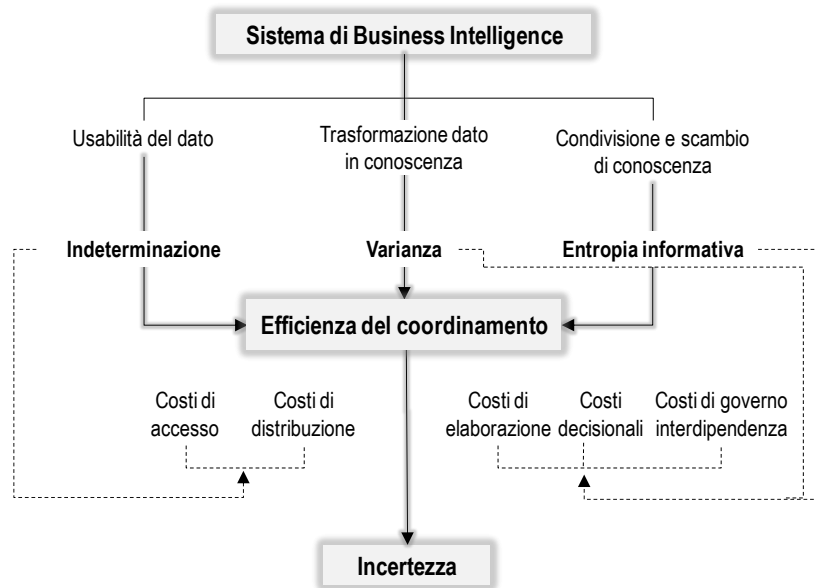 Sistema di Business Intelligence
Usabilità del dato
Trasformazione dato
in conoscenza
Condivisione e scambio
di conoscenza
Indeterminazione
Varianza
Entropia informativa
Efficienza del coordinamento
Costi di
accesso
Costi di
distribuzione
Costi di
elaborazione
Costi
decisionali
Costi di governo
interdipendenza
Incertezza